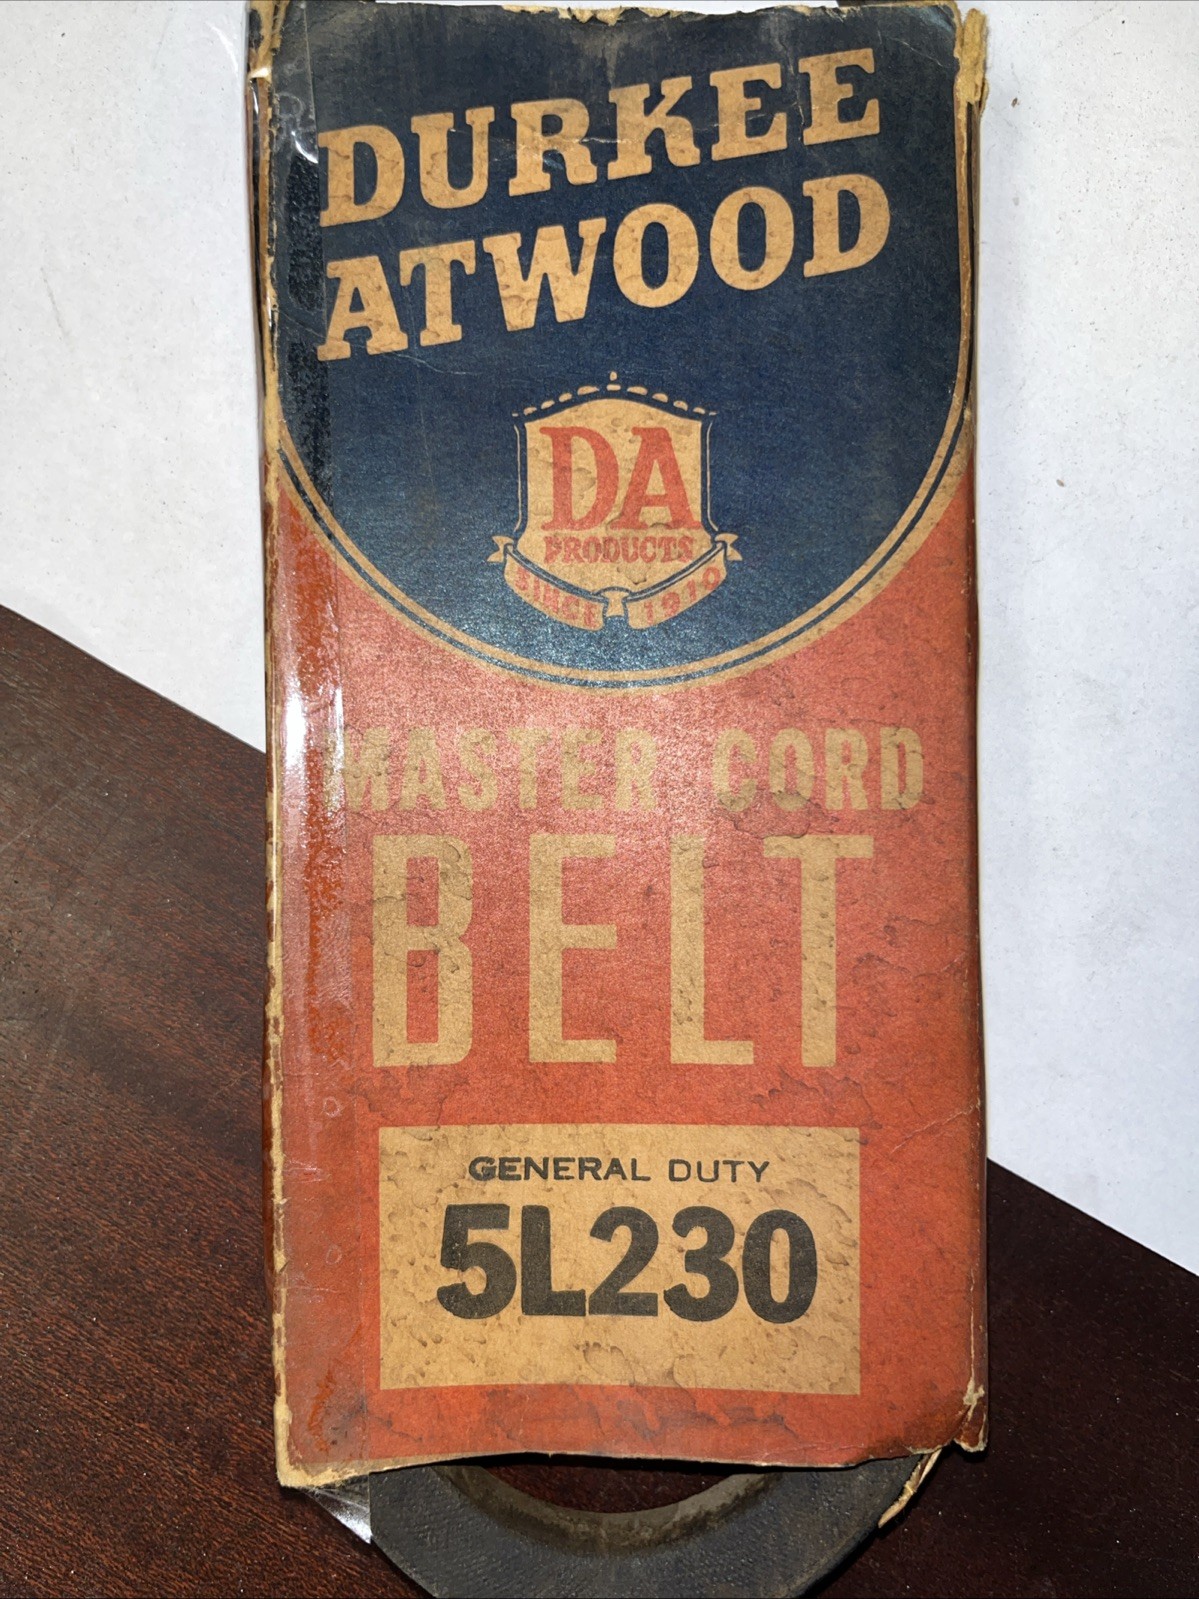 DURKEE
ATWOOD
DA
PRODUCTS
SINCE 1910
MASTER CORD
BELT
GENERAL DUTY
5L230